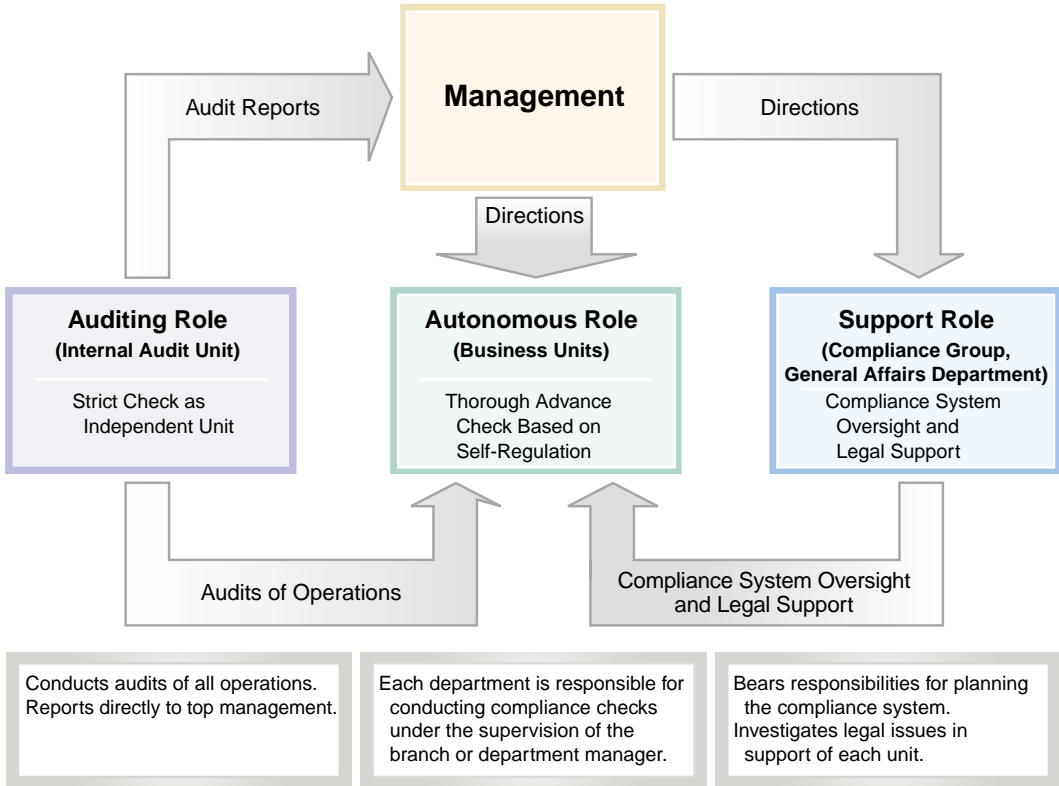 Management
Audit Reports
Directions
Directions
Auditing Role
(Internal Audit Unit)
Strict Check as
Independent Unit
Autonomous Role
(Business Units)
Thorough Advance
Check Based on
Self-Regulation
Support Role
(Compliance Group,
General Affairs Department)
Compliance System
Oversight and
Legal Support
Audits of Operations
Compliance System Oversight
and Legal Support
Conducts audits of all operations.
Reports directly to top management.
Each department is responsible for
conducting compliance checks
under the supervision of the
branch or department manager.
Bears responsibilities for planning
the compliance system.
Investigates legal issues in
support of each unit.